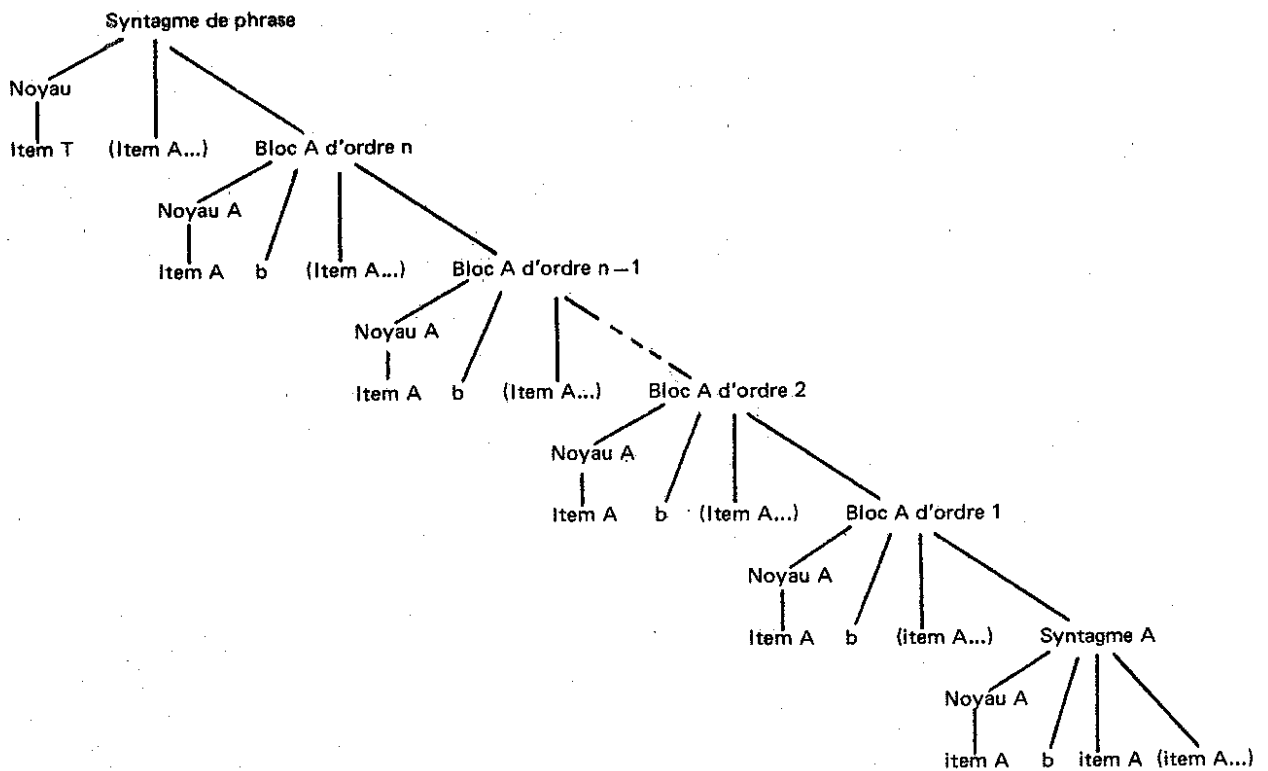 Syntagme de phrase
Noyau
Item T (Item A...) Bloc A d'ordre n
Noyau A
Item A b (Item A...) Bloc A d'ordre n–1
Noyau A
Item A b (Item A...) Bloc A d'ordre 2
Noyau A
Item A b (Item A...) Bloc A d'ordre 1
Noyau A
Item A b (item A...) Syntagme A
Noyau A
item A b item A (item A...)